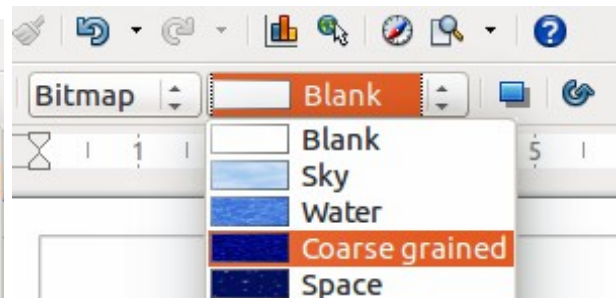 Bitmap Blank
1 5
Blank
Sky
Water
Coarse grained
Space